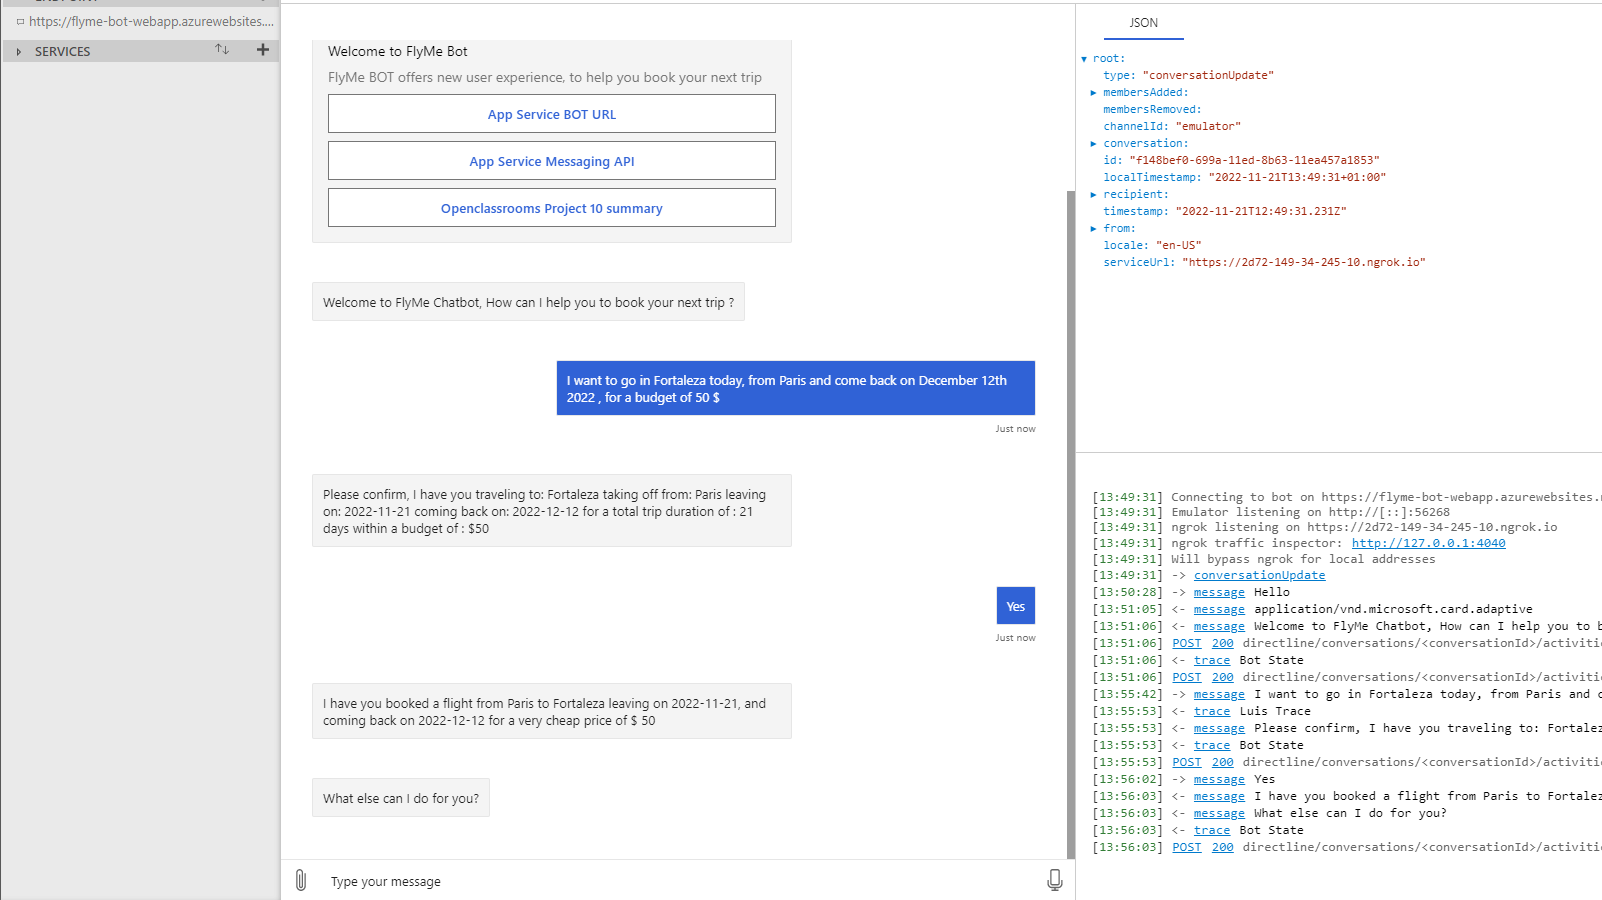 https://flyme-bot-webapp.azurewebsites....
SERVICES
Welcome to FlyMe Bot
FlyMe BOT offers new user experience, to help you book your next trip
App Service BOT URL
App Service Messaging API
Openclassrooms Project 10 summary
Welcome to FlyMe Chatbot, How can I help you to book your next trip ?
I want to go in Fortaleza today, from Paris and come back on December 12th
2022 , for a budget of 50 $
Just now
Please confirm, I have you traveling to: Fortaleza taking off from: Paris leaving
on: 2022-11-21 coming back on: 2022-12-12 for a total trip duration of : 21
days within a budget of : $50
Yes
Just now
I have you booked a flight from Paris to Fortaleza leaving on 2022-11-21, and
coming back on 2022-12-12 for a very cheap price of $ 50
What else can I do for you?
Type your message
JSON
root:
type: "conversationUpdate"
membersAdded:
membersRemoved:
channelId: "emulator"
conversation:
id: "f148bef0-699a-11ed-8b63-11ea457a1853"
localTimestamp: "2022-11-21T13:49:31+01:00"
recipient:
timestamp: "2022-11-21T12:49:31.231Z"
from:
locale: "en-US"
serviceUrl: "https://2d72-149-34-245-10.ngrok.io"
[13:49:31] Connecting to bot on https://flyme-bot-webapp.azurewebsites.
[13:49:31] Emulator listening on http://[::]:56268
[13:49:31] ngrok listening on https://2d72-149-34-245-10.ngrok.io
[13:49:31] ngrok traffic inspector: http://127.0.0.1:4040
[13:49:31] Will bypass ngrok for local addresses
[13:49:31] -> conversationUpdate
[13:50:28] -> message Hello
[13:51:05] <- message application/vnd.microsoft.card.adaptive
[13:51:06] <- message Welcome to FlyMe Chatbot, How can I help you to b
[13:51:06] POST 200 directline/conversations/<conversationId>/activiti
[13:51:06] <- trace Bot State
[13:51:06] POST 200 directline/conversations/<conversationId>/activiti
[13:55:42] -> message I want to go in Fortaleza today, from Paris and c
[13:55:53] <- trace Luis Trace
[13:55:53] <- message Please confirm, I have you traveling to: Fortalez
[13:55:53] <- trace Bot State
[13:55:53] POST 200 directline/conversations/<conversationId>/activiti
[13:56:02] -> message Yes
[13:56:03] <- message I have you booked a flight from Paris to Fortalez
[13:56:03] <- message What else can I do for you?
[13:56:03] <- trace Bot State
[13:56:03] POST 200 directline/conversations/<conversationId>/activiti